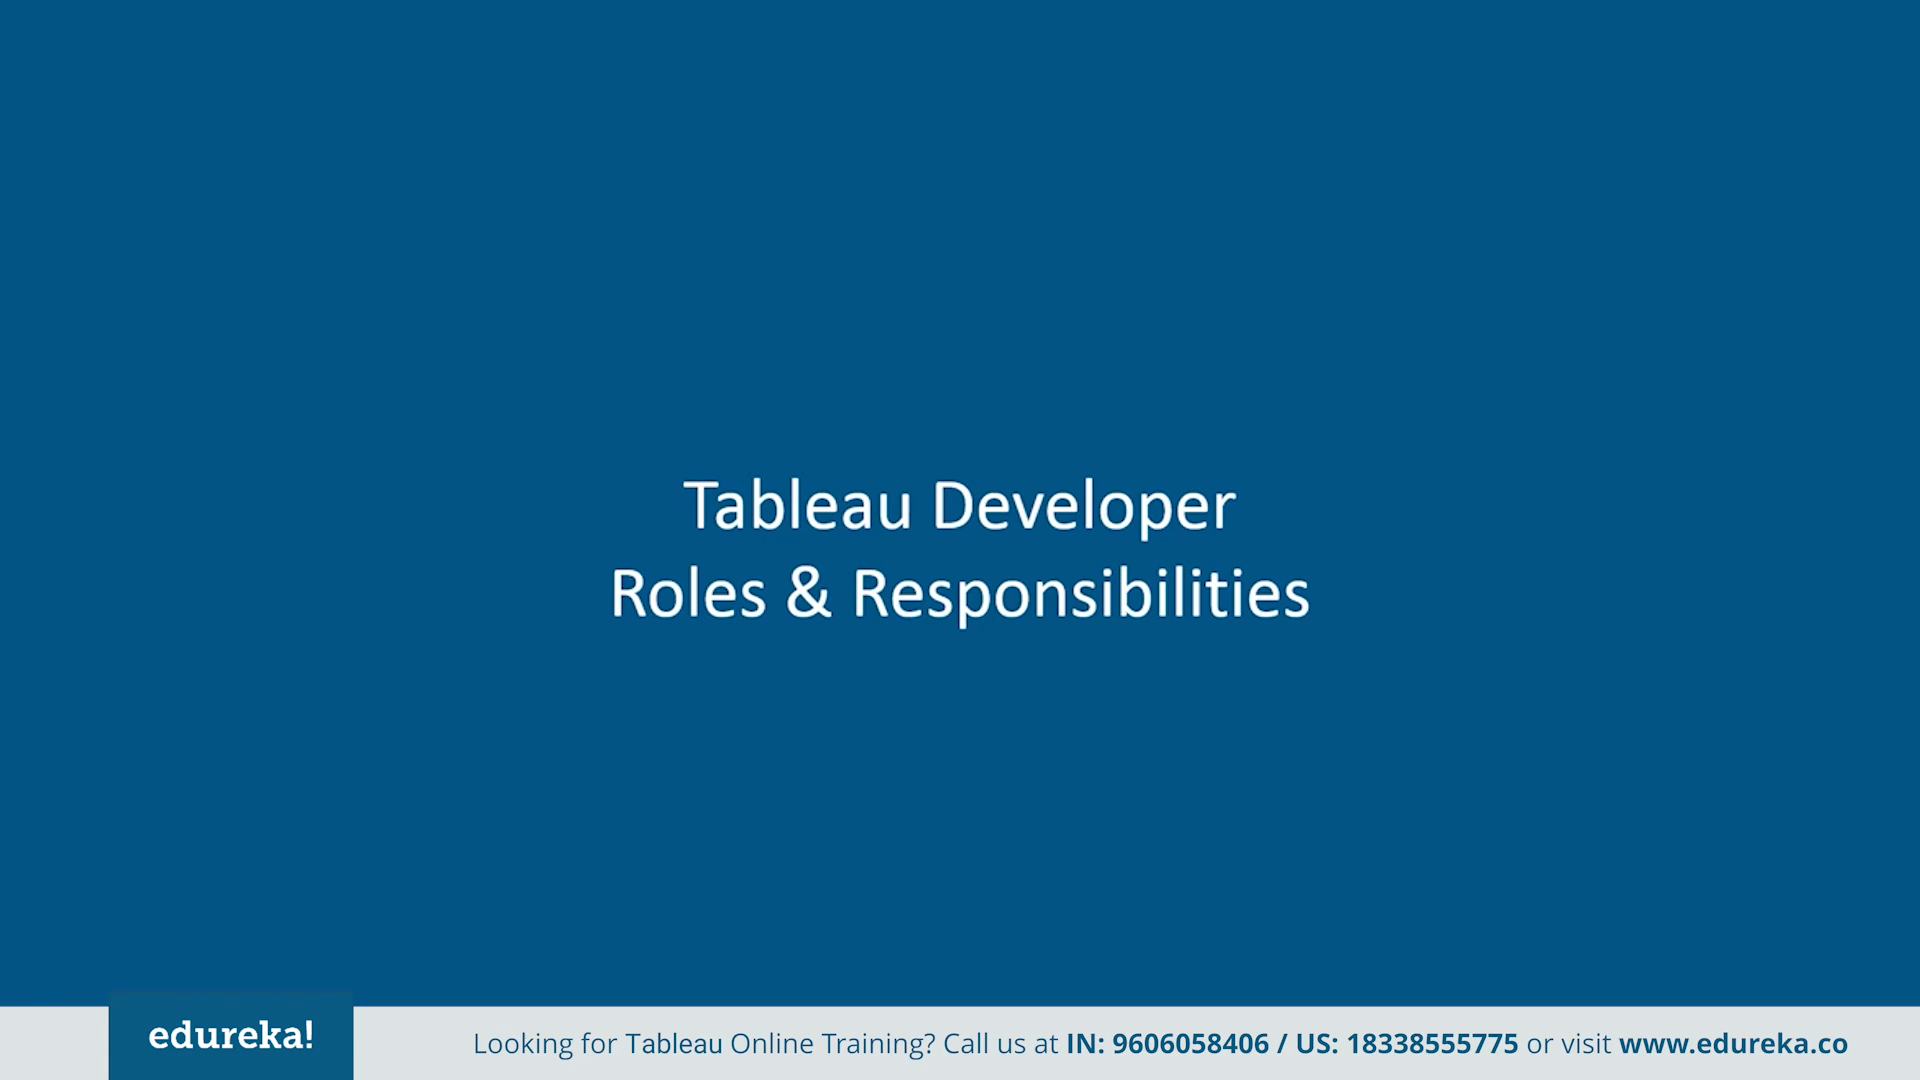 Tableau Developer
Roles & Responsibilities
edureka!
Looking for Tableau Online Training? Call us at IN: 9606058406 / US: 18338555775 or visit www.edureka.co